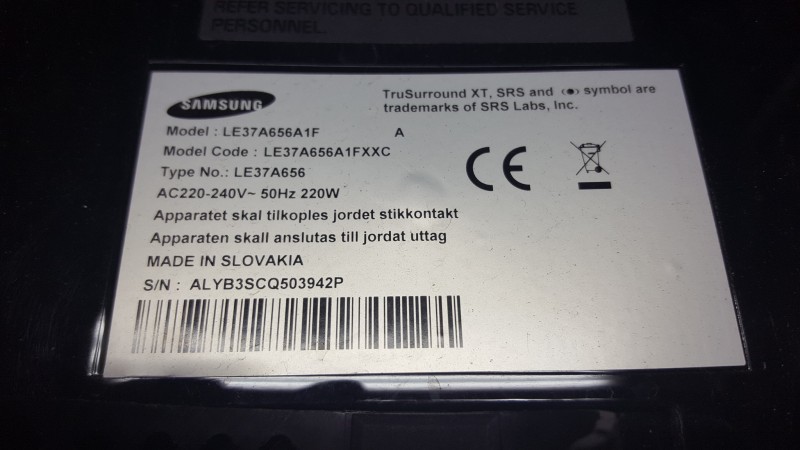 REFER SERVICING TO QUALIFIED SERVICE
PERSONNEL.
SAMSUNG
TruSurround XT, SRS and (●) symbol are
trademarks of SRS Labs, Inc.
Model : LE37A656A1F A
Model Code : LE37A656A1FXXC
Type No.: LE37A656
AC220-240V~ 50Hz 220W
Apparatet skal tilkoples jordet stikkontakt
Apparaten skall anslutas till jordat uttag
MADE IN SLOVAKIA
S/N : ALYB3SCQ503942P
CE